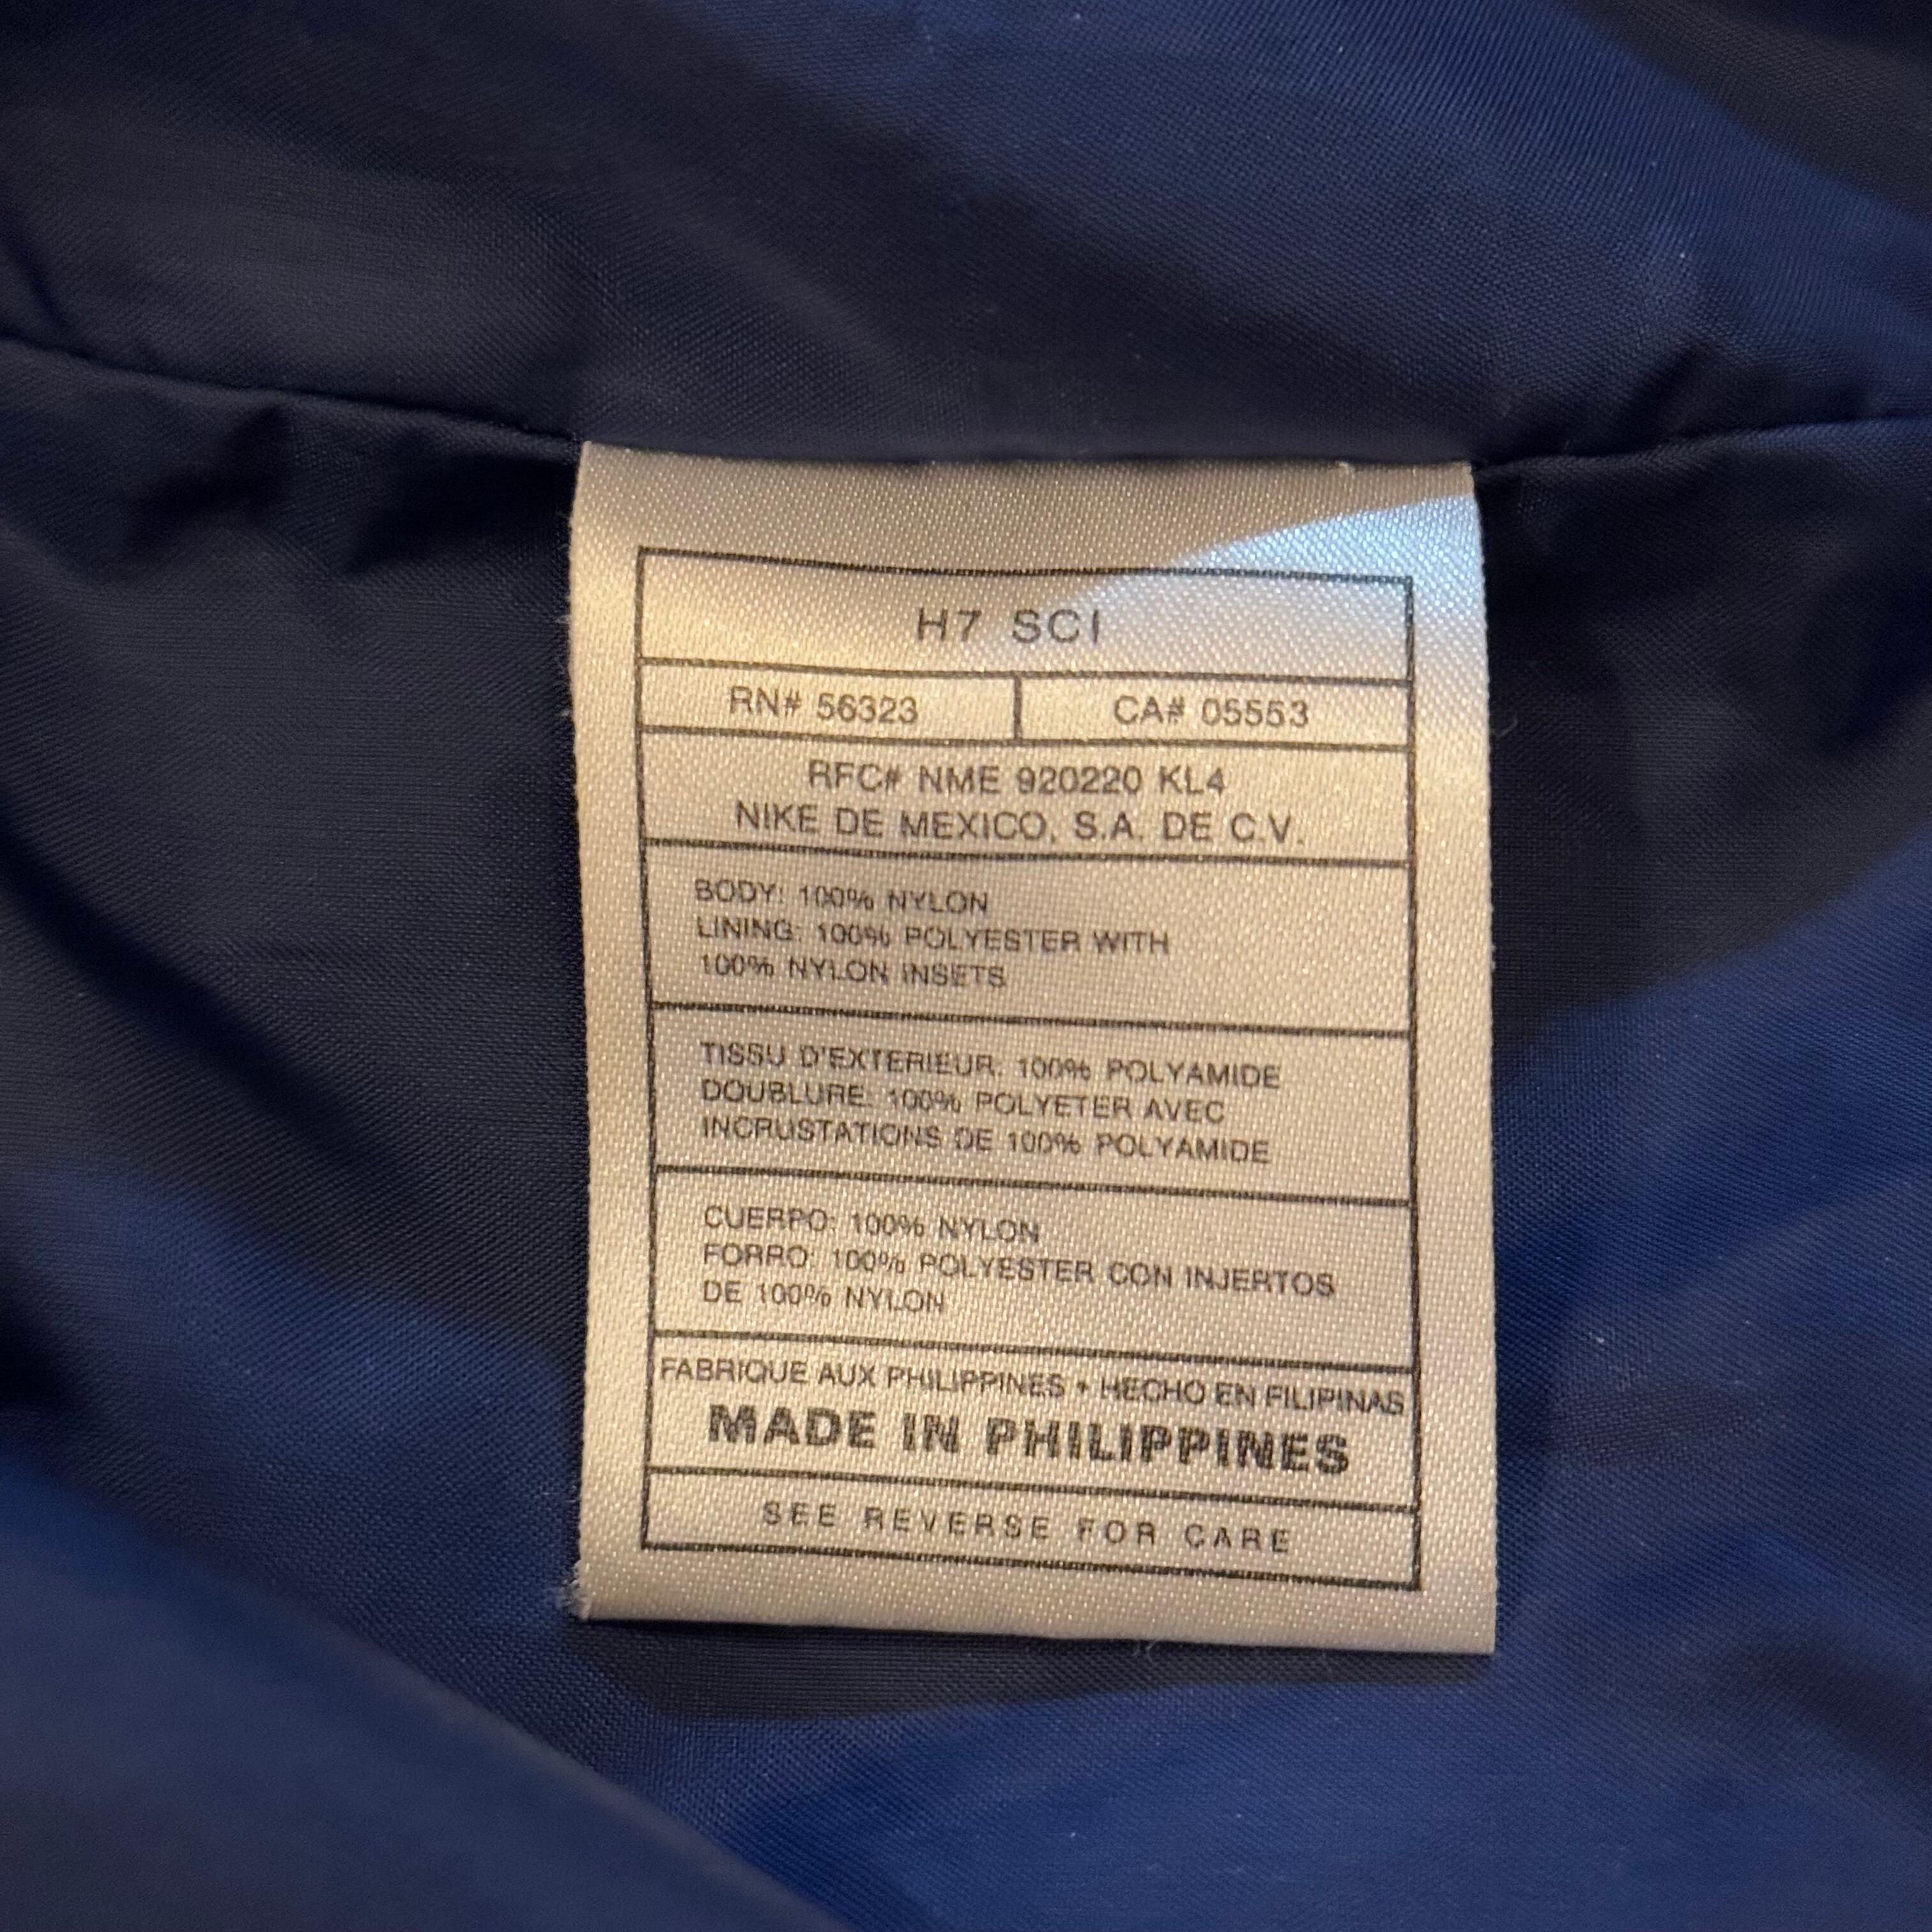 H7 SCI
RN# 56323
CA# 05553
RFC# NME 920220 KL4
NIKE DE MEXICO, S.A. DE C.V.
BODY: 100% NYLON
LINING: 100% POLYESTER WITH
100% NYLON INSETS
TISSU D'EXTERIEUR: 100% POLYAMIDE
DOUBLURE: 100% POLYETER AVEC
INCRUSTATIONS DE 100% POLYAMIDE
CUERPO: 100% NYLON
FORRO: 100% POLYESTER CON INJERTOS
DE 100% NYLON
FABRIQUE AUX PHILIPPINES • HECHO EN FILIPINAS
MADE IN PHILIPPINES
SEE REVERSE FOR CARE